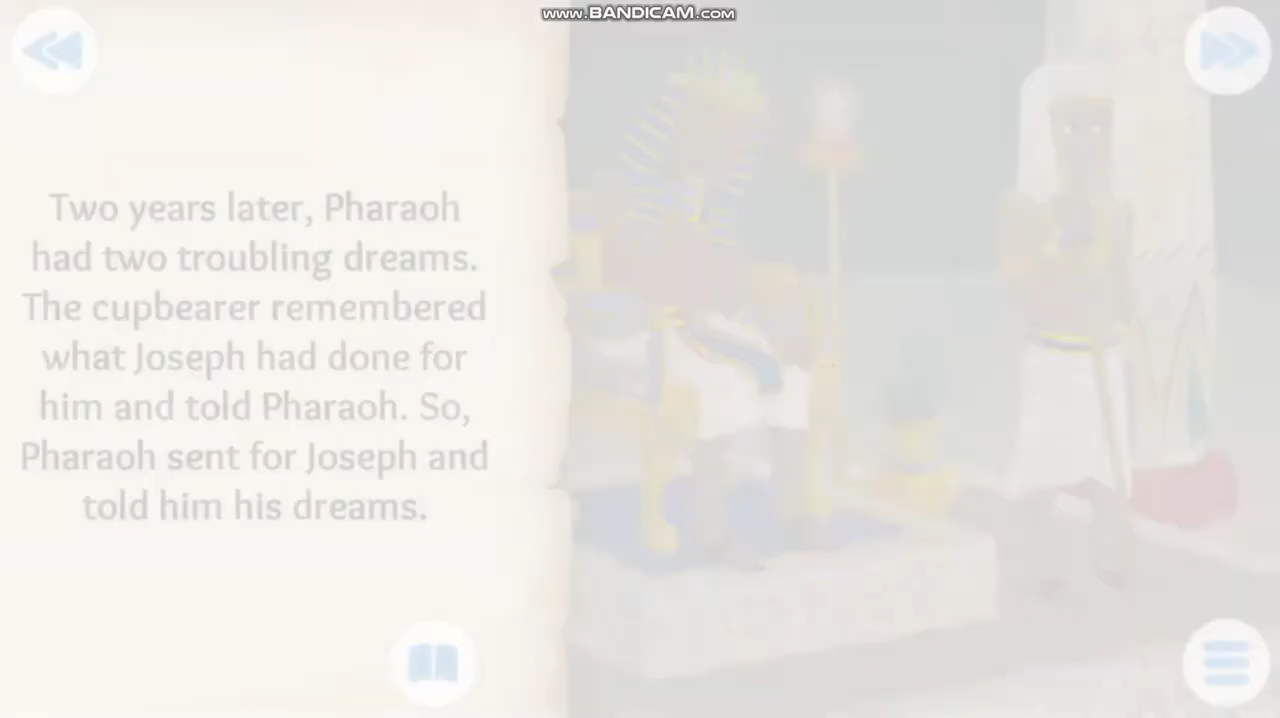 www.BANDICAM.com
Two years later, Pharaoh
had two troubling dreams.
The cupbearer remembered
what Joseph had done for
him and told Pharaoh. So,
Pharaoh sent for Joseph and
told him his dreams.